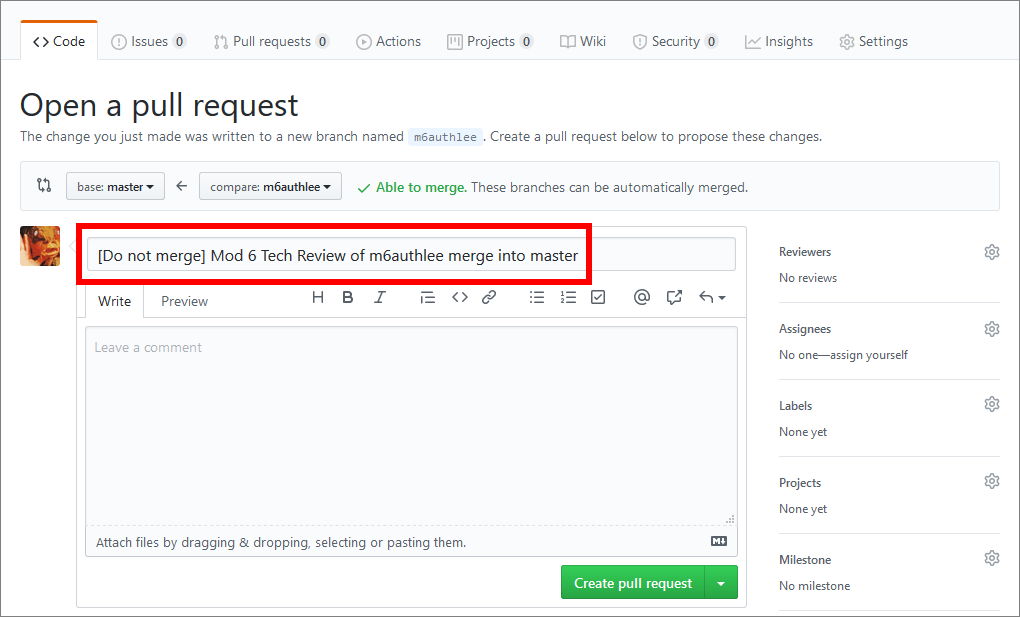 Code Issues 0 Pull requests 0 Actions Projects 0 Wiki Security 0 Insights Settings
Open a pull request
The change you just made was written to a new branch named m6authlee . Create a pull request below to propose these changes.
base: master compare: m6authlee Able to merge. These branches can be automatically merged.
[Do not merge] Mod 6 Tech Review of m6authlee merge into master
Write Preview
Leave a comment
Attach files by dragging & dropping, selecting or pasting them.
Create pull request
Reviewers
No reviews
Assignees
No one—assign yourself
Labels
None yet
Projects
None yet
Milestone
No milestone